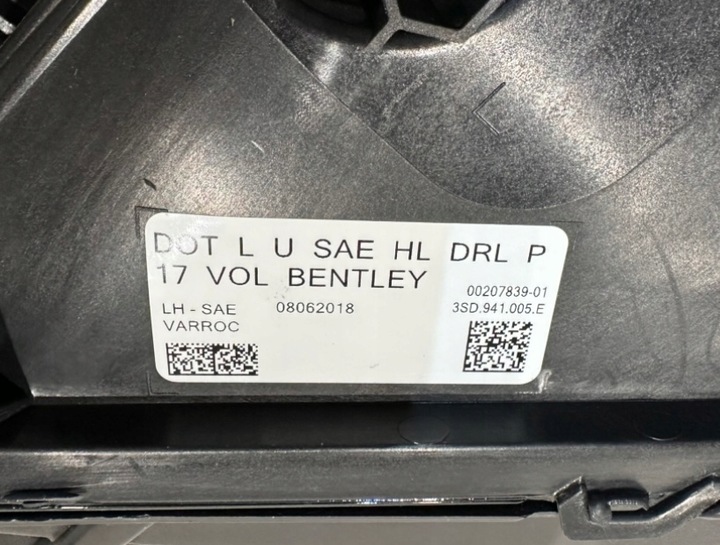 DOT L U SAE HL DRL P
17 VOL BENTLEY
00207839-01
LH - SAE 08062018 3SD.941.005.E
VARROC